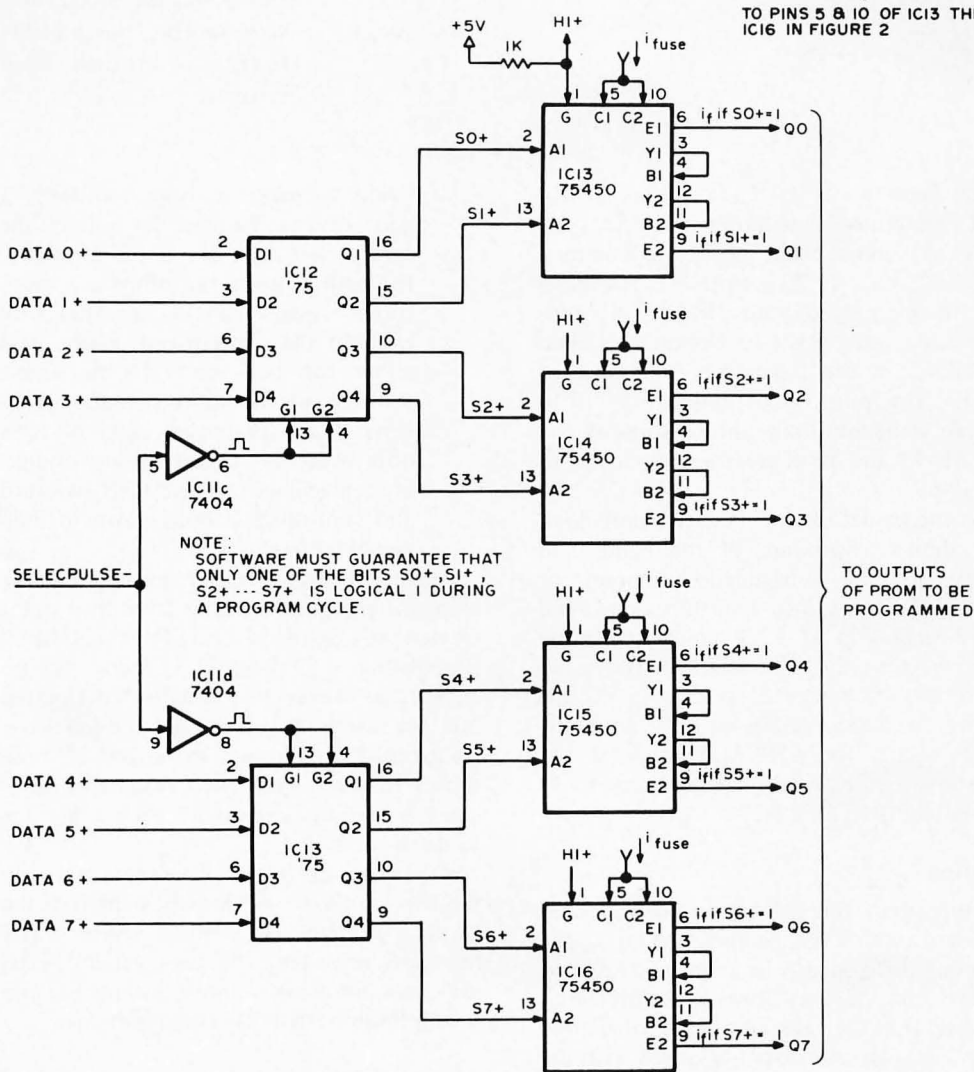 TO PINS 5 & 10 OF IC13 TH
IC16 IN FIGURE 2
+5V
HI+
i fuse
1K
Y
1
5
10
G C1 C2
S0+
2
A1
IC13
75450
E1
6
if if S0+=1
Q0
Y1
3
B1
4
Y2
12
B2
11
S1+
13
A2
E2
9
if if S1+=1
Q1
DATA 0+
2
D1
Q1
16
IC12
'75
DATA 1+
3
D2
Q2
15
DATA 2+
6
D3
Q3
10
DATA 3+
7
D4
Q4
9
G1 G2
13
4
HI+
Y
i fuse
1
5
10
G C1 C2
S2+
2
A1
IC14
75450
E1
6
if if S2+=1
Q2
Y1
3
B1
4
Y2
12
B2
11
S3+
13
A2
E2
9
if if S3+=1
Q3
5
6
IC11c
7404
NOTE:
SOFTWARE MUST GUARANTEE THAT
ONLY ONE OF THE BITS S0+, S1+,
S2+ --- S7+ IS LOGICAL 1 DURING
A PROGRAM CYCLE.
SELECPULSE-
TO OUTPUTS
OF PROM TO BE
PROGRAMMED
IC11d
7404
9
8
HI+
Y
i fuse
1
5
10
G C1 C2
S4+
2
A1
IC15
75450
E1
6
if if S4+=1
Q4
Y1
3
B1
4
Y2
12
B2
11
S5+
13
A2
E2
9
if if S5+=1
Q5
13
4
G1 G2
DATA 4+
2
D1
Q1
16
DATA 5+
3
D2
Q2
15
IC13
'75
DATA 6+
6
D3
Q3
10
DATA 7+
7
D4
Q4
9
HI+
Y
i fuse
1
5
10
G C1 C2
S6+
2
A1
IC16
75450
E1
6
if if S6+=1
Q6
Y1
3
B1
4
Y2
12
B2
11
S7+
13
A2
E2
9
if if S7+= 1
Q7